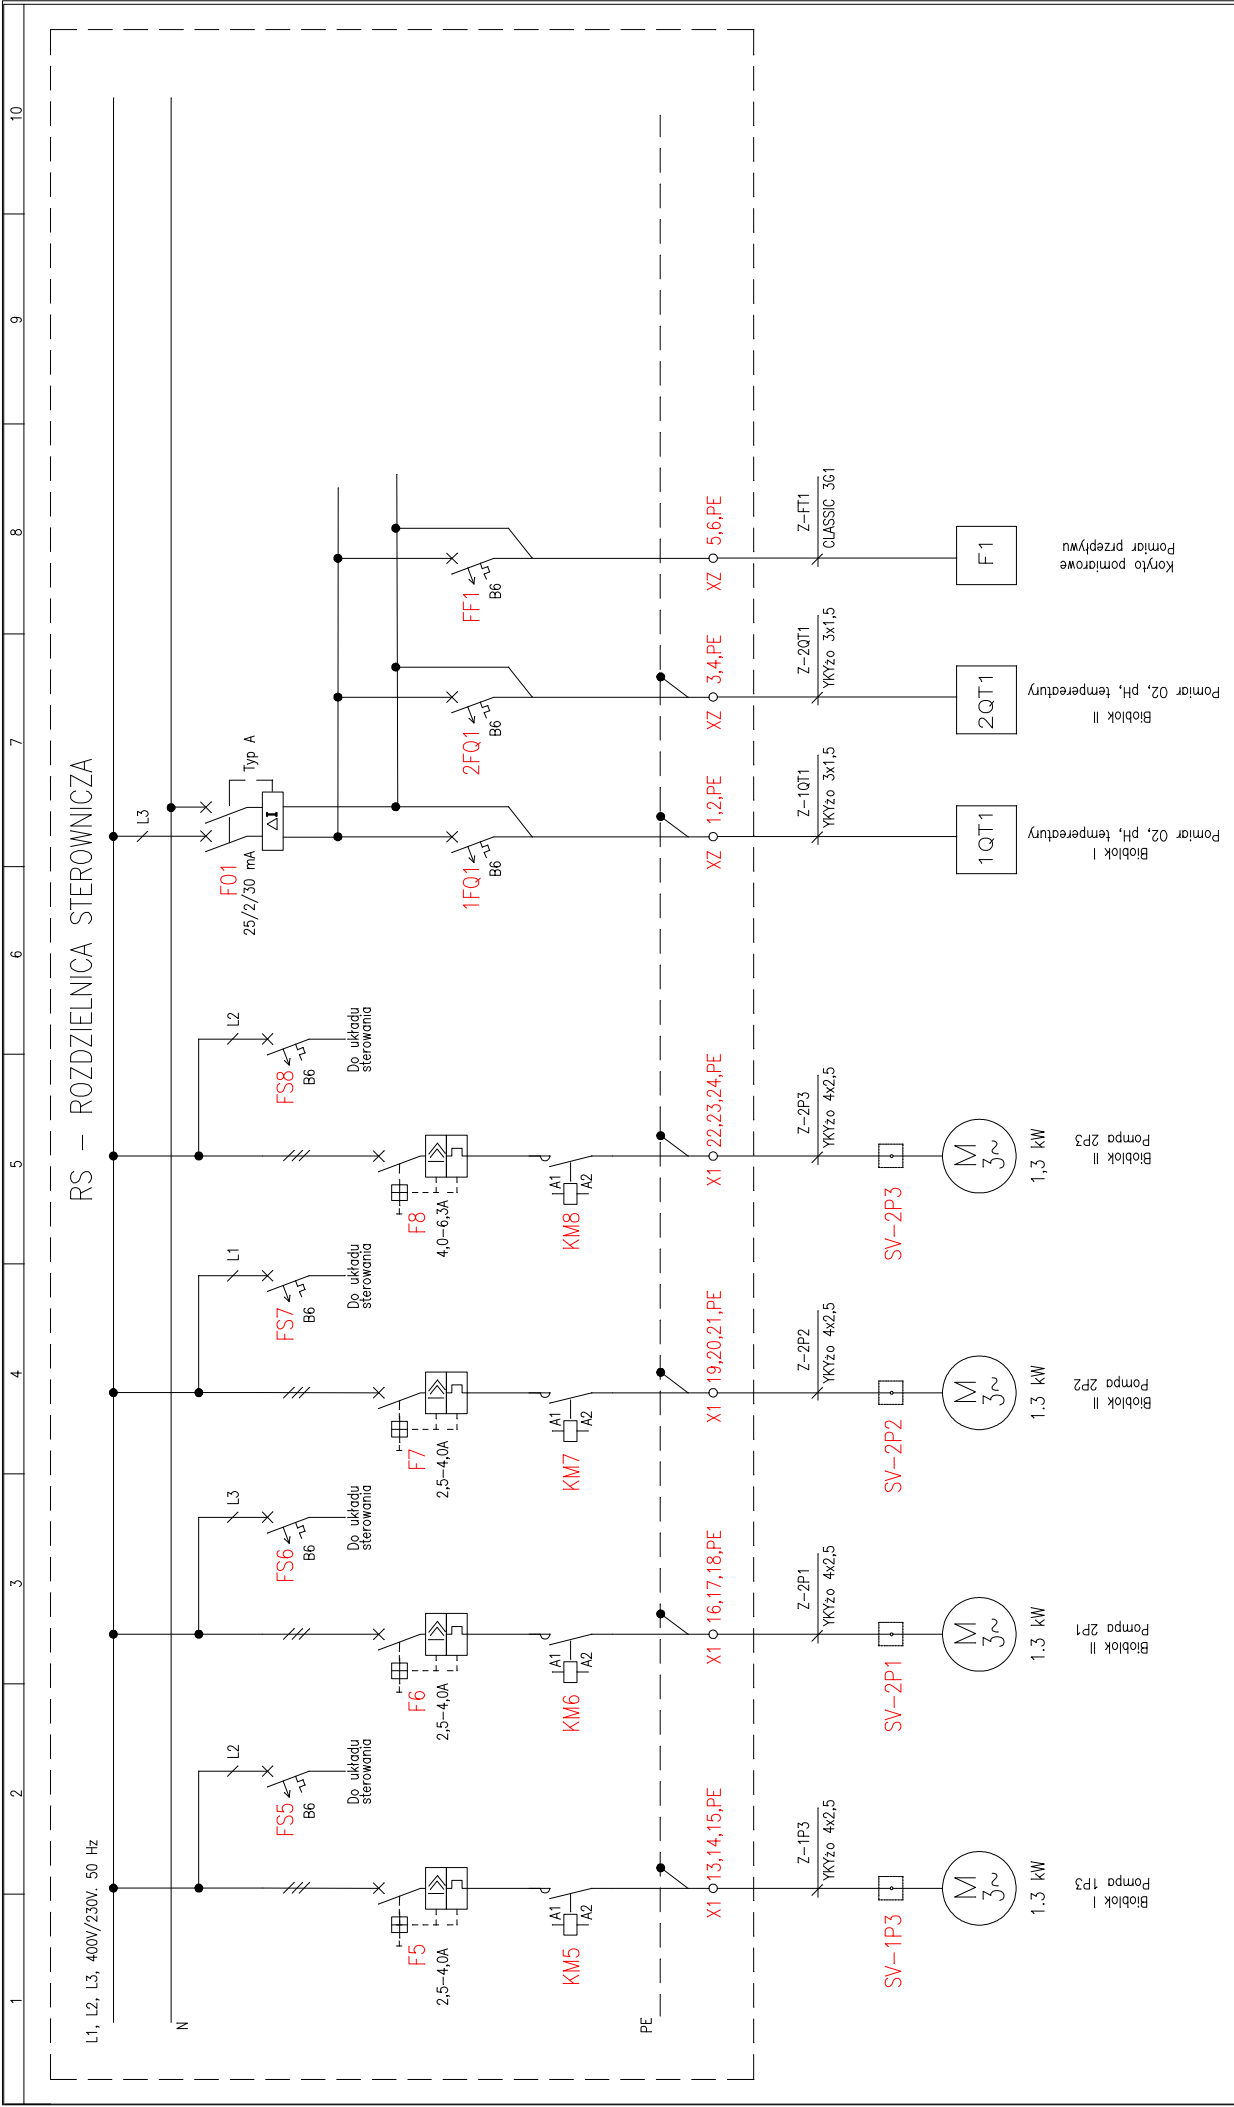 1
2
3
4
5
6
7
8
9
10
RS – ROZDZIELNICA STEROWNICZA
L1, L2, L3, 400V/230V. 50 Hz
N
PE
L2
FS5
B6
Do układu
sterowania
F5
2,5–4,0A
A1
A2
KM5
X1 13,14,15,PE
Z–1P3
YKYżo 4x2,5
SV–1P3
M
3~
1.3 kW
Bioblok I
Pompa 1P3
L3
FS6
B6
Do układu
sterowania
F6
2,5–4,0A
A1
A2
KM6
X1 16,17,18,PE
Z–2P1
YKYżo 4x2,5
SV–2P1
M
3~
1.3 kW
Bioblok II
Pompa 2P1
L1
FS7
B6
Do układu
sterowania
F7
2,5–4,0A
A1
A2
KM7
X1 19,20,21,PE
Z–2P2
YKYżo 4x2,5
SV–2P2
M
3~
1.3 kW
Bioblok II
Pompa 2P2
L2
FS8
B6
Do układu
sterowania
F8
4,0–6,3A
A1
A2
KM8
X1 22,23,24,PE
Z–2P3
YKYżo 4x2,5
SV–2P3
M
3~
1,3 kW
Bioblok II
Pompa 2P3
L3
Typ A
F01
25/2/30 mA
ΔI
1FQ1
B6
XZ 1,2,PE
Z–1QT1
YKYżo 3x1,5
1QT1
Bioblok I
Pomiar O2, pH, temperatury
2FQ1
B6
XZ 3,4,PE
Z–2QT1
YKYżo 3x1,5
2QT1
Bioblok II
Pomiar O2, pH, temperatury
FF1
B6
XZ 5,6,PE
Z–FT1
CLASSIC 3G1
F1
Koryto pomiarowe
Pomiar przepływu